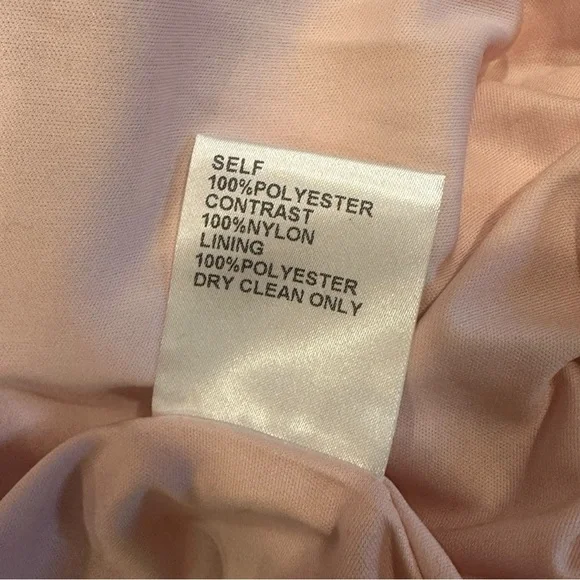 SELF
100%POLYESTER
CONTRAST
100%NYLON
LINING
100%POLYESTER
DRY CLEAN ONLY